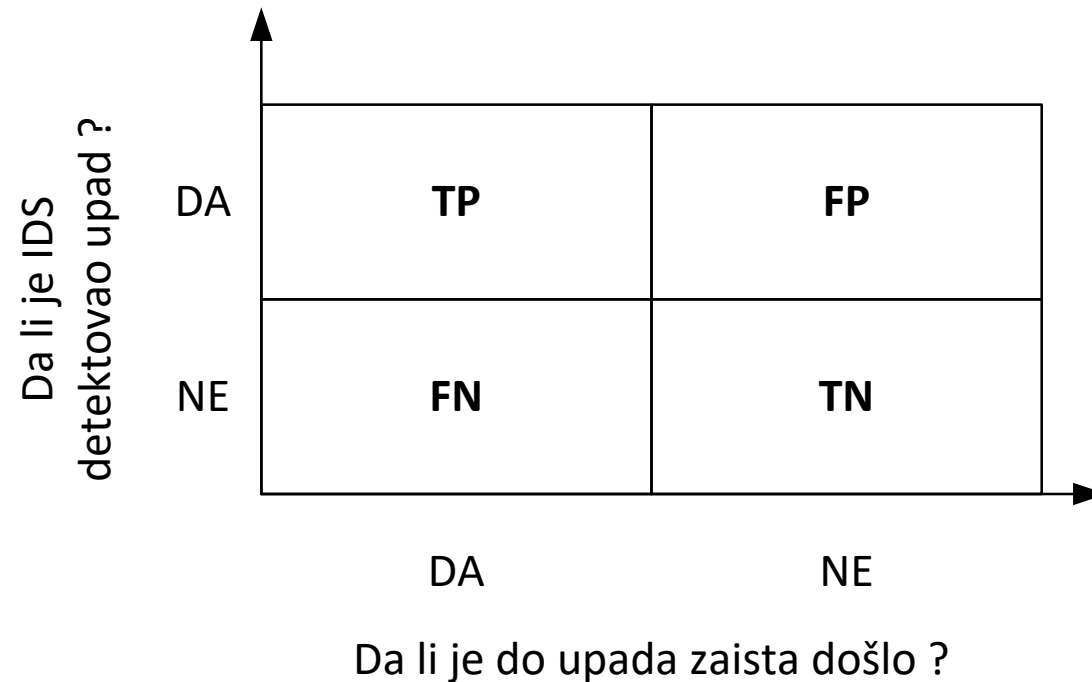 Da li je IDS
detektovao upad ?
DA
TP
FP
NE
FN
TN
DA
NE
Da li je do upada zaista došlo ?